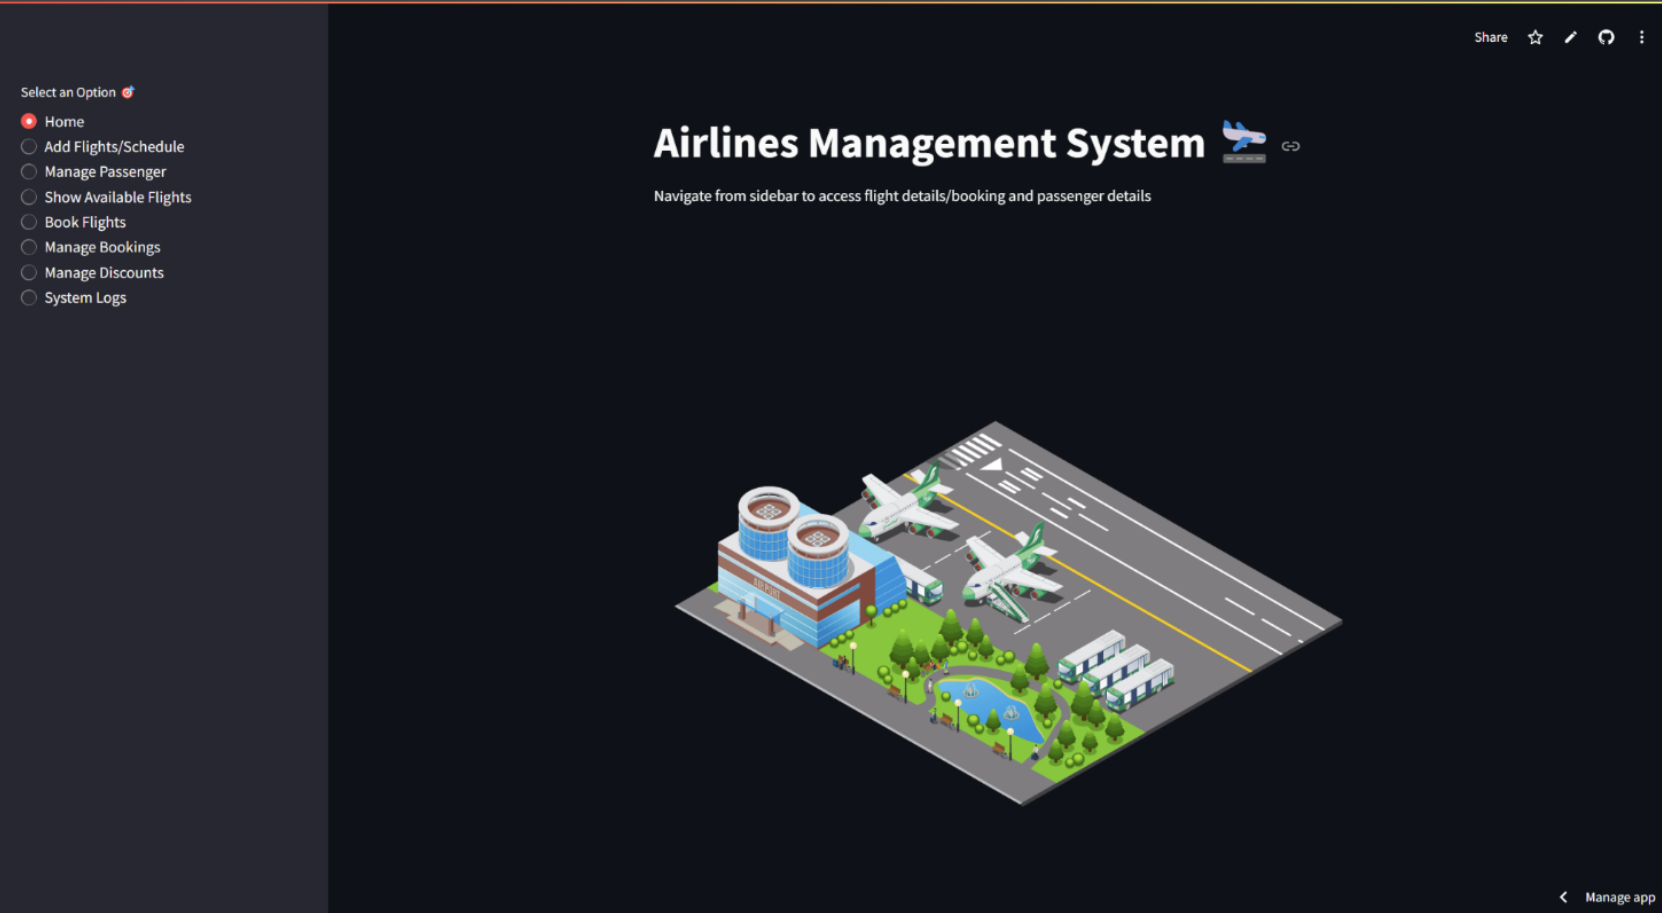 Share
Select an Option 🎯
Home
Add Flights/Schedule
Manage Passenger
Show Available Flights
Book Flights
Manage Bookings
Manage Discounts
System Logs
Airlines Management System 🛫
Navigate from sidebar to access flight details/booking and passenger details
AIRPORT
Manage app